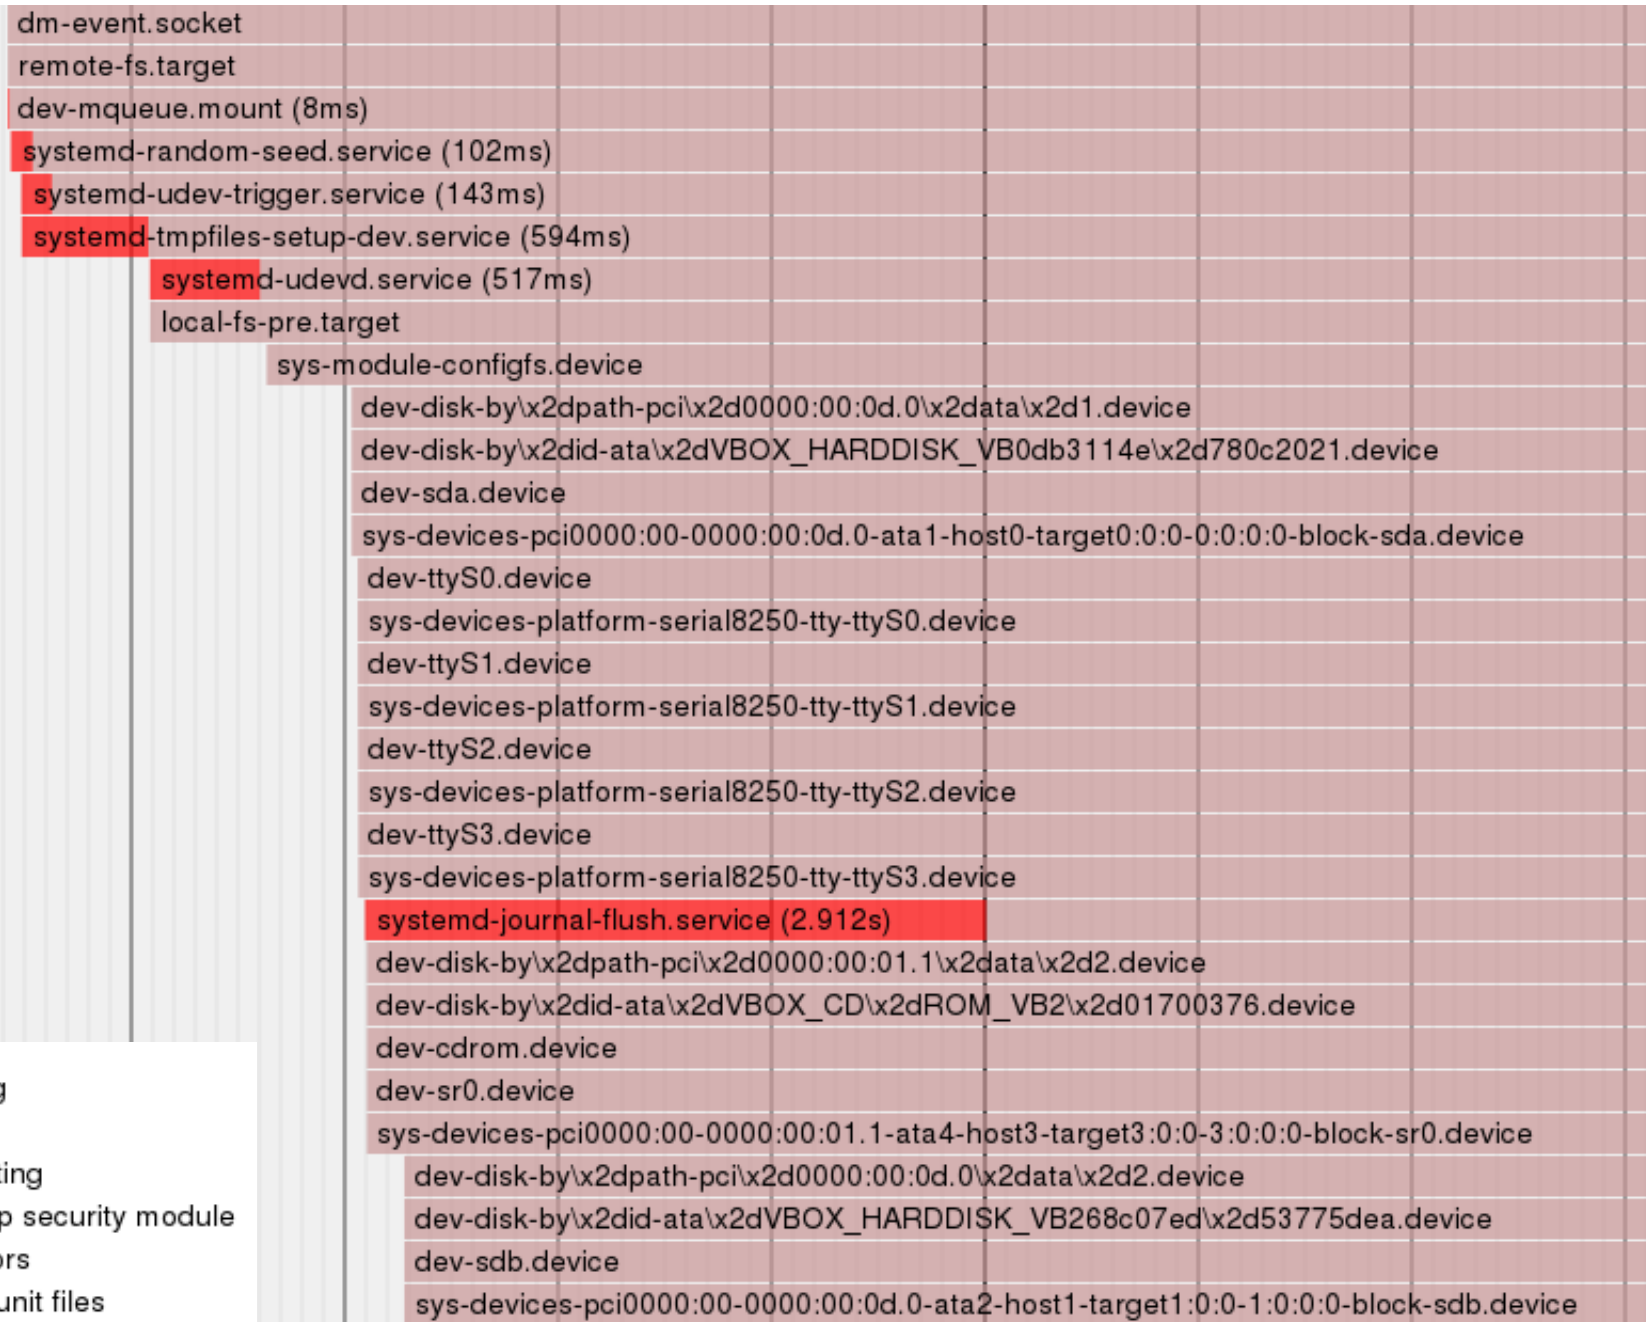 dm-event.socket
remote-fs.target
dev-mqueue.mount (8ms)
systemd-random-seed.service (102ms)
systemd-udev-trigger.service (143ms)
systemd-tmpfiles-setup-dev.service (594ms)
systemd-udevd.service (517ms)
local-fs-pre.target
sys-module-configfs.device
dev-disk-by\x2dpath-pci\x2d0000:00:0d.0\x2data\x2d1.device
dev-disk-by\x2did-ata\x2dVBOX_HARDDISK_VB0db3114e\x2d780c2021.device
dev-sda.device
sys-devices-pci0000:00-0000:00:0d.0-ata1-host0-target0:0:0-0:0:0:0-block-sda.device
dev-ttyS0.device
sys-devices-platform-serial8250-tty-ttyS0.device
dev-ttyS1.device
sys-devices-platform-serial8250-tty-ttyS1.device
dev-ttyS2.device
sys-devices-platform-serial8250-tty-ttyS2.device
dev-ttyS3.device
sys-devices-platform-serial8250-tty-ttyS3.device
systemd-journal-flush.service (2.912s)
dev-disk-by\x2dpath-pci\x2d0000:00:01.1\x2data\x2d2.device
dev-disk-by\x2did-ata\x2dVBOX_CD\x2dROM_VB2\x2d01700376.device
dev-cdrom.device
dev-sr0.device
sys-devices-pci0000:00-0000:00:01.1-ata4-host3-target3:0:0-3:0:0:0-block-sr0.device
dev-disk-by\x2dpath-pci\x2d0000:00:0d.0\x2data\x2d2.device
dev-disk-by\x2did-ata\x2dVBOX_HARDDISK_VB268c07ed\x2d53775dea.device
dev-sdb.device
sys-devices-pci0000:00-0000:00:0d.0-ata2-host1-target1:0:0-1:0:0:0-block-sdb.device
security module
unit files